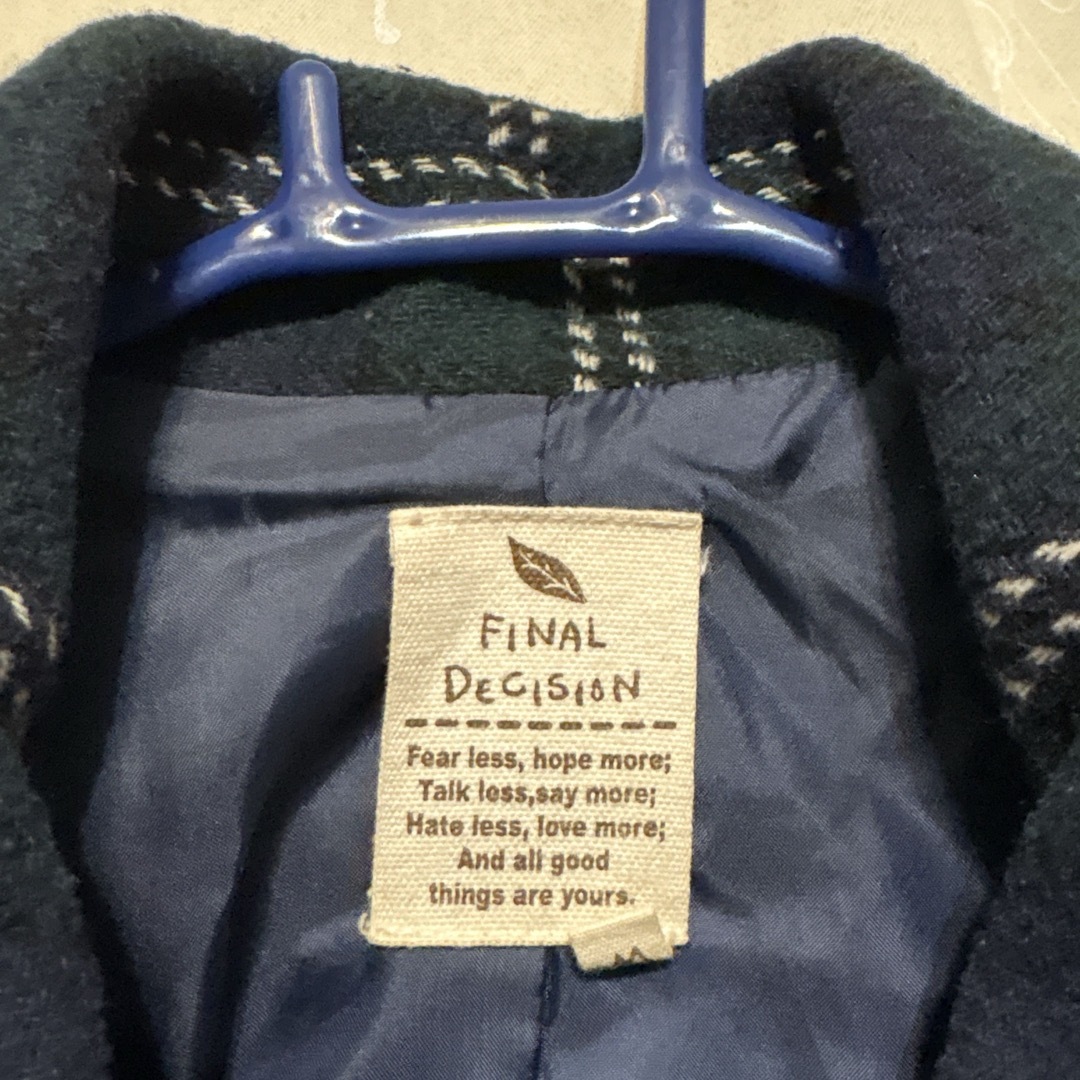 FINAL
DECISION
Fear less, hope more;
Talk less,say more;
Hate less, love more;
And all good
things are yours.
M